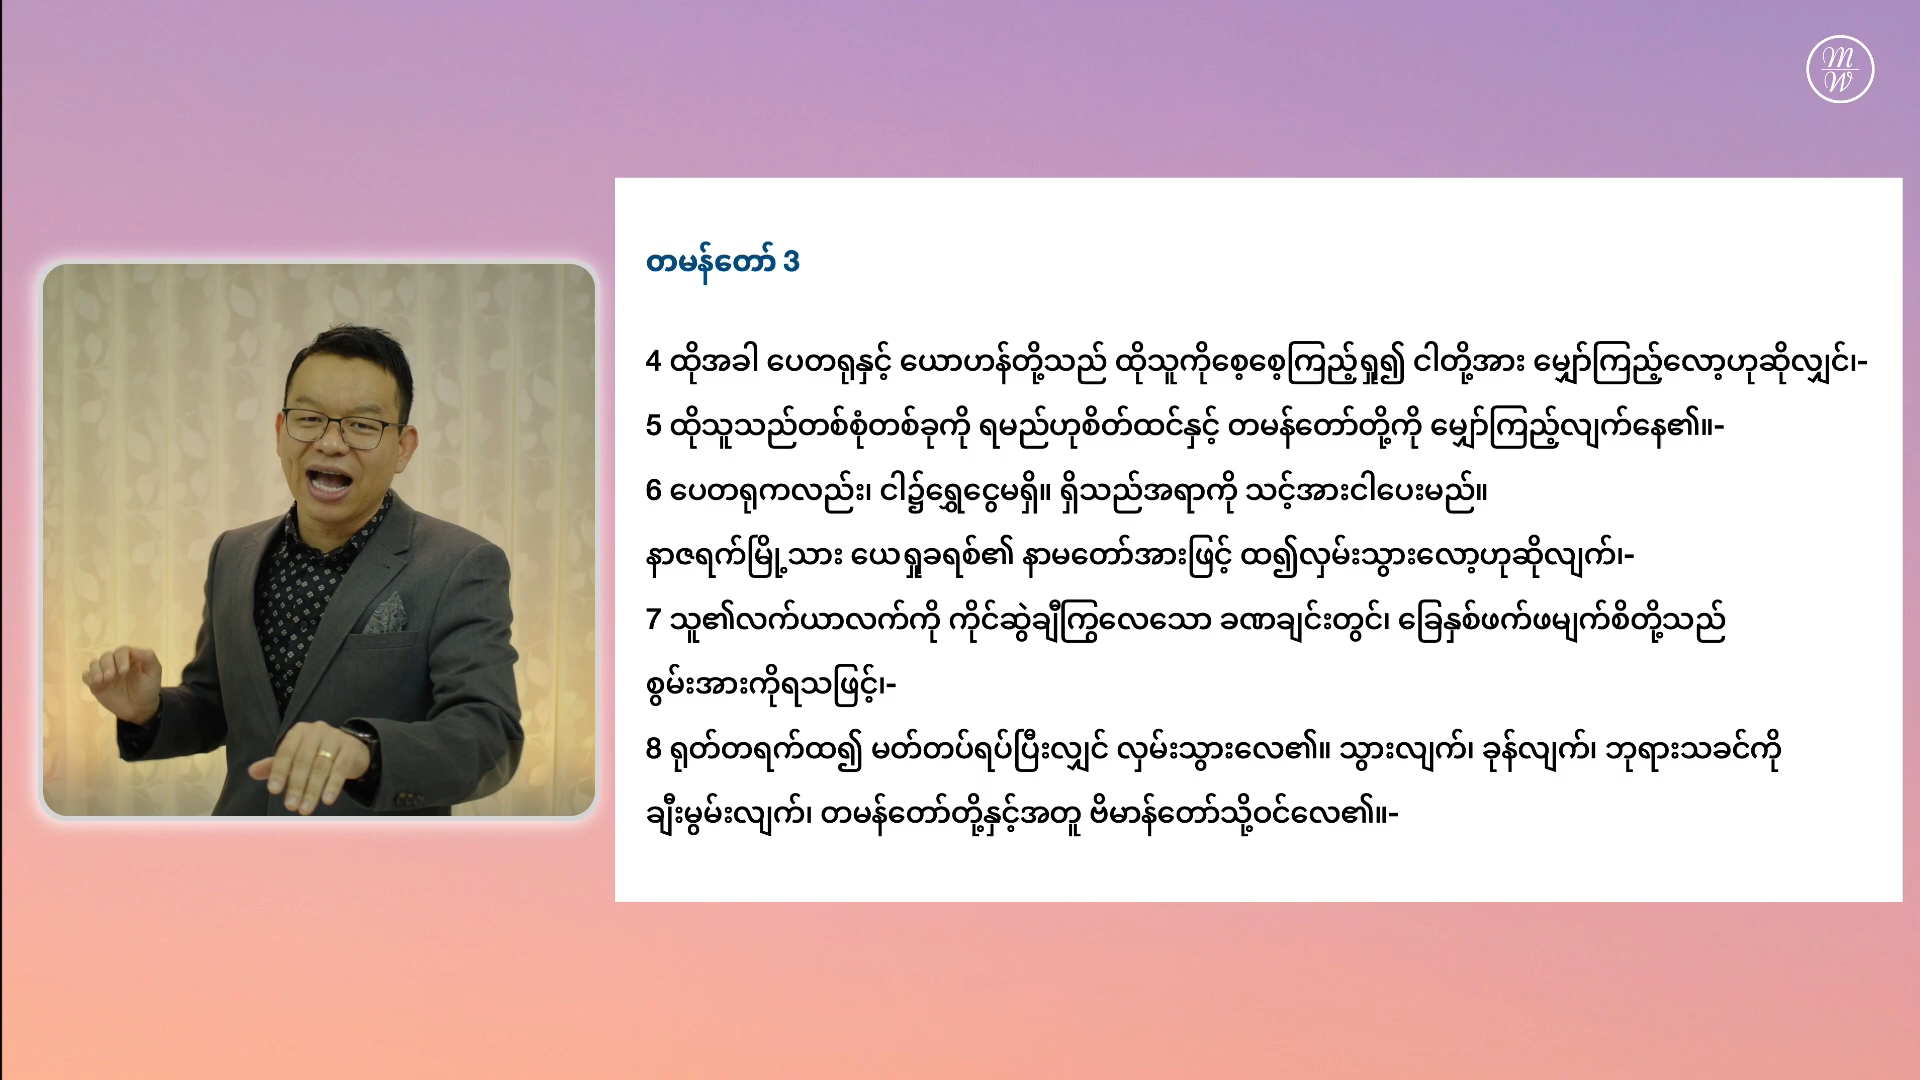 M
W
တမန်တော် 3
4 ထိုအခါ ပေတရုနှင့် ယောဟန်တို့သည် ထိုသူကိုစေ့စေ့ကြည့်ရှု၍ ငါတို့အား မျှော်ကြည့်လော့ဟုဆိုလျှင်၊-
5 ထိုသူသည်တစ်စုံတစ်ခုကို ရမည်ဟုစိတ်ထင်နှင့် တမန်တော်တို့ကို မျှော်ကြည့်လျက်နေ၏။-
6 ပေတရုကလည်း၊ ငါ၌ရွှေငွေမရှိ။ ရှိသည်အရာကို သင့်အားငါပေးမည်။
နာဇရက်မြို့သား ယေရှုခရစ်၏ နာမတော်အားဖြင့် ထ၍လှမ်းသွားလော့ဟုဆိုလျက်၊-
7 သူ၏လက်ယာလက်ကို ကိုင်ဆွဲချီကြွလေသော ခဏချင်းတွင်၊ ခြေနှစ်ဖက်ဖမျက်စိတို့သည်
စွမ်းအားကိုရသဖြင့်၊-
8 ရုတ်တရက်ထ၍ မတ်တပ်ရပ်ပြီးလျှင် လှမ်းသွားလေ၏။ သွားလျက်၊ ခုန်လျက်၊ ဘုရားသခင်ကို
ချီးမွမ်းလျက်၊ တမန်တော်တို့နှင့်အတူ ဗိမာန်တော်သို့ဝင်လေ၏။-